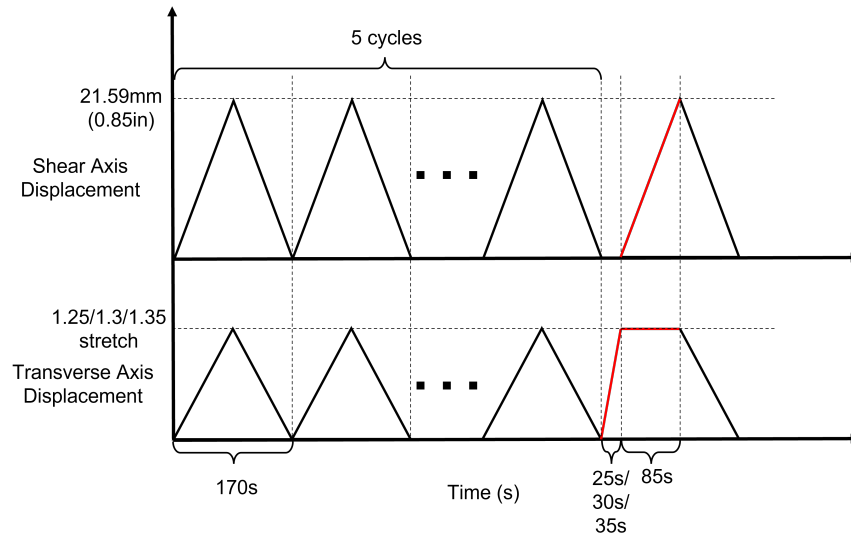 5 cycles
21.59mm
(0.85in)
Shear Axis
Displacement
1.25/1.3/1.35
stretch
Transverse Axis
Displacement
170s
Time (s)
25s/
30s/
35s
85s